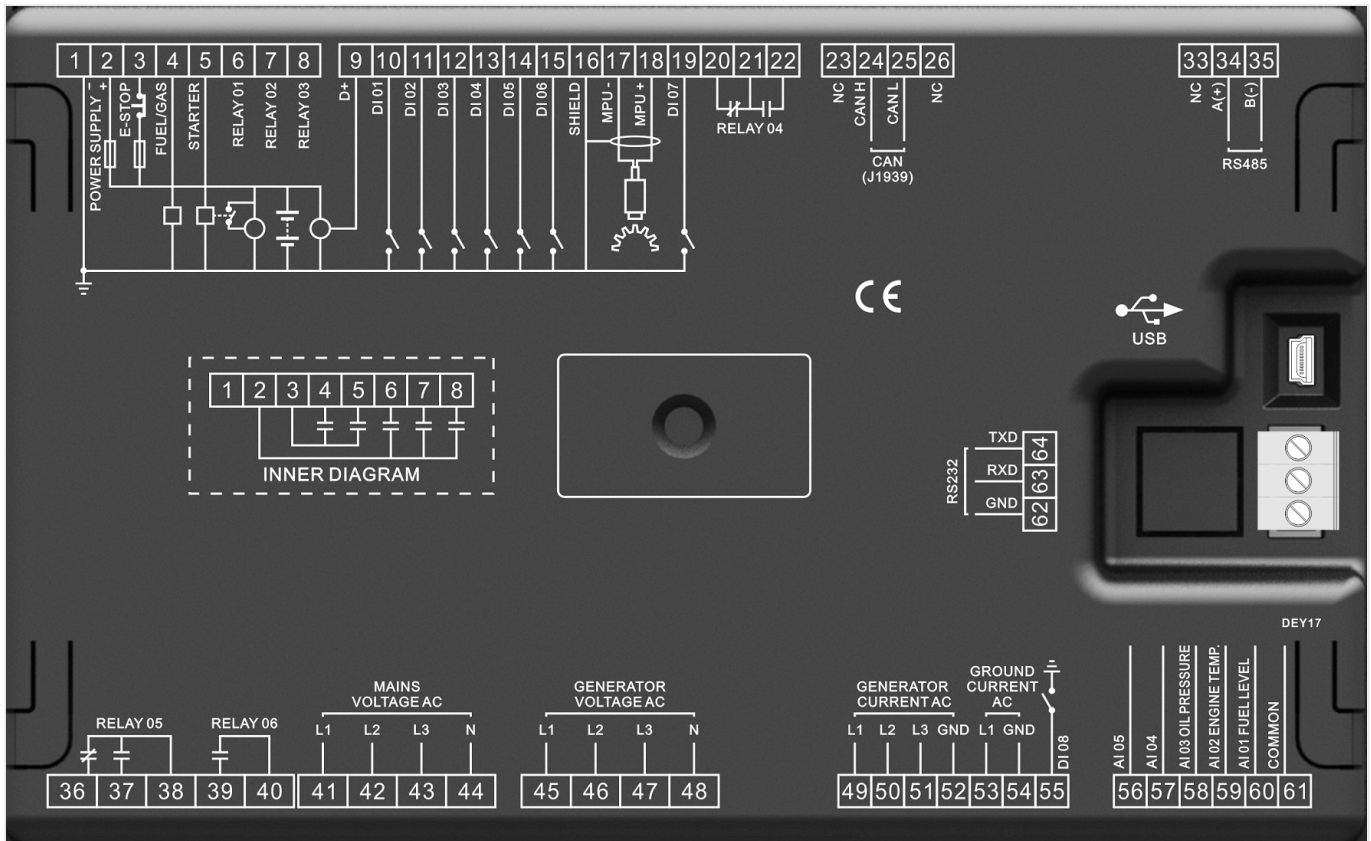 1 2 3 4 5 6 7 8 9 10 11 12 13 14 15 16 17 18 19 20 21 22 23 24 25 26 33 34 35
POWER SUPPLY - +
E-STOP
FUEL/GAS
STARTER
RELAY 01
RELAY 02
RELAY 03
D+
DI 01
DI 02
DI 03
DI 04
DI 05
DI 06
SHIELD
MPU -
MPU +
DI 07
RELAY 04
NC
CAN H
CAN L
NC
CAN
(J1939)
NC
A(+)
B(-)
RS485
CE
USB
1 2 3 4 5 6 7 8
INNER DIAGRAM
RS232
TXD 64
RXD 63
GND 62
DEY17
RELAY 05
RELAY 06
MAINS
VOLTAGE AC
L1 L2 L3 N
GENERATOR
VOLTAGE AC
L1 L2 L3 N
GENERATOR
CURRENT AC
L1 L2 L3 GND
GROUND
CURRENT
AC
L1 GND
DI 08
AI 05
AI 04
AI 03 OIL PRESSURE
AI 02 ENGINE TEMP.
AI 01 FUEL LEVEL
COMMON
36 37 38 39 40 41 42 43 44 45 46 47 48 49 50 51 52 53 54 55 56 57 58 59 60 61